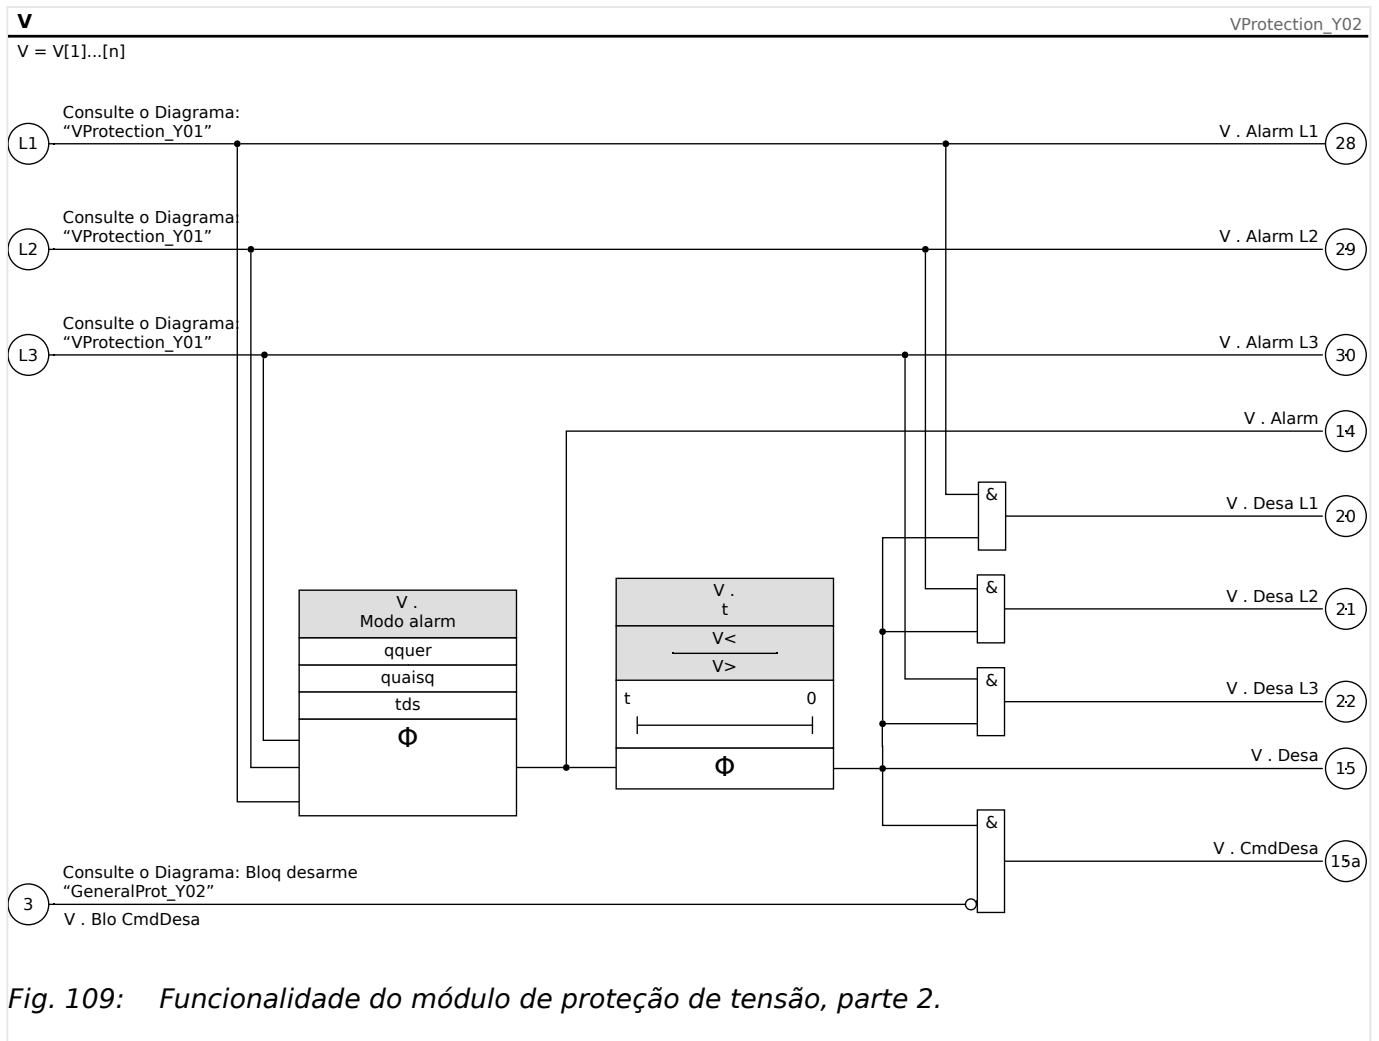 V
VProtection_Y02
V = V[1]...[n]
Consulte o Diagrama:
“VProtection_Y01”
L1
V . Alarm L1
28
Consulte o Diagrama:
“VProtection_Y01”
L2
V . Alarm L2
29
Consulte o Diagrama:
“VProtection_Y01”
L3
V . Alarm L3
30
V . Alarm
14
&
V . Desa L1
20
&
V . Desa L2
21
&
V . Desa L3
22
V .
Modo alarm
qquer
quaisq
tds
Φ
V .
t
V<
V>
t 0
Φ
V . Desa
15
&
V . CmdDesa
15a
Consulte o Diagrama: Bloq desarme
“GeneralProt_Y02”
3
V . Blo CmdDesa
Fig. 109: Funcionalidade do módulo de proteção de tensão, parte 2.